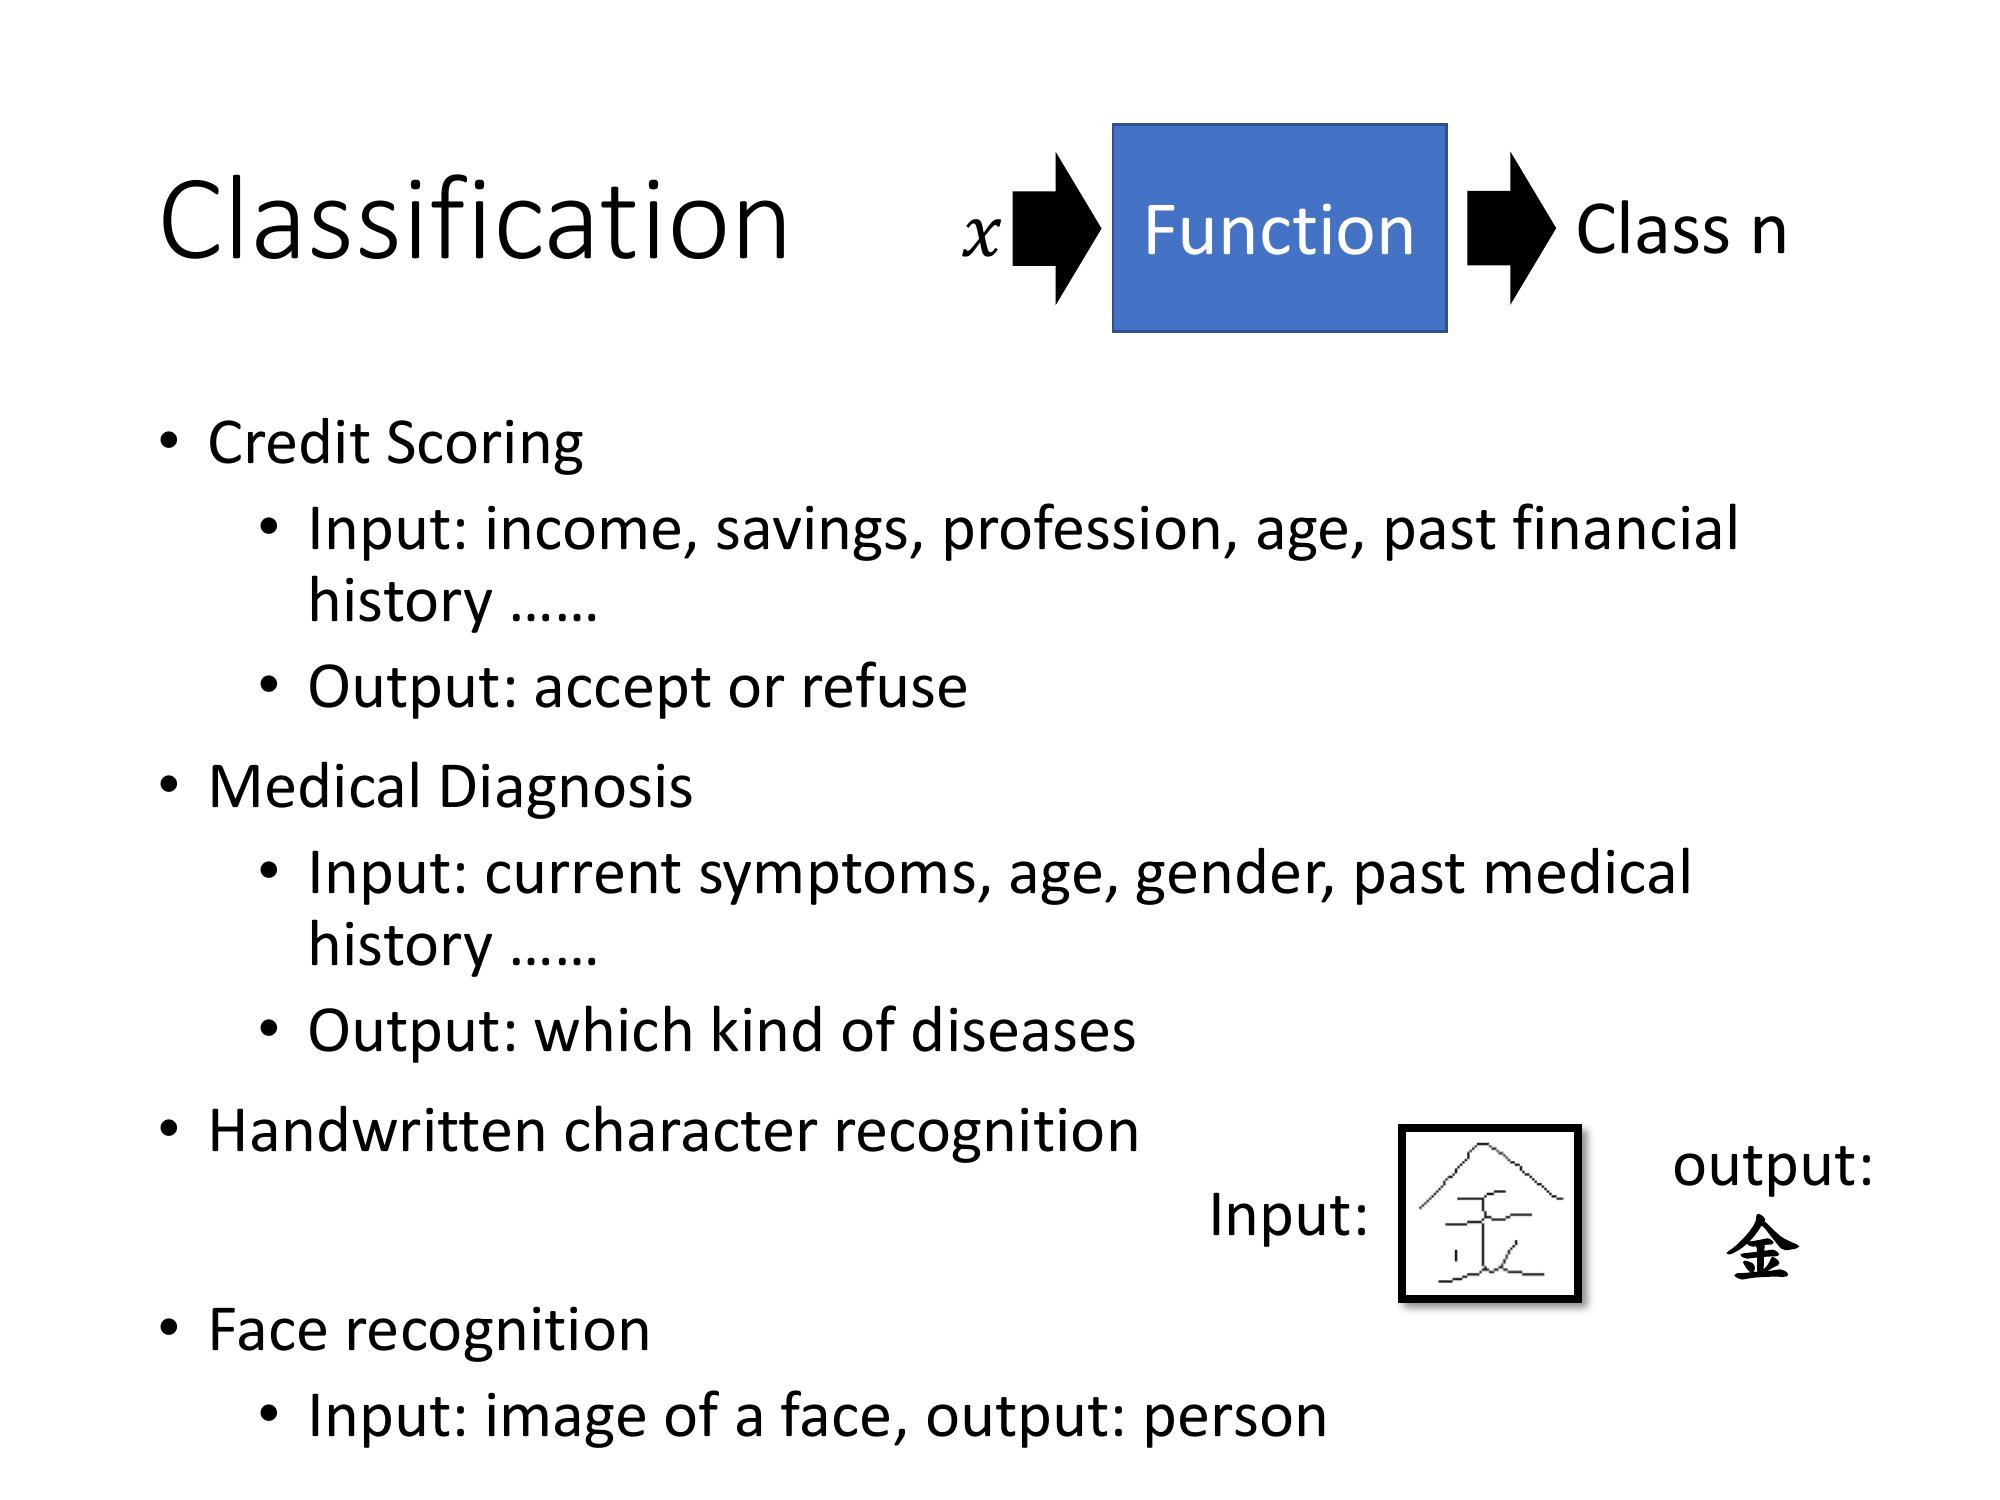 Classification
x
Function
Class n
• Credit Scoring
• Input: income, savings, profession, age, past financial
history ……
• Output: accept or refuse
• Medical Diagnosis
• Input: current symptoms, age, gender, past medical
history ……
• Output: which kind of diseases
• Handwritten character recognition
Input:
金
output:
金
• Face recognition
• Input: image of a face, output: person